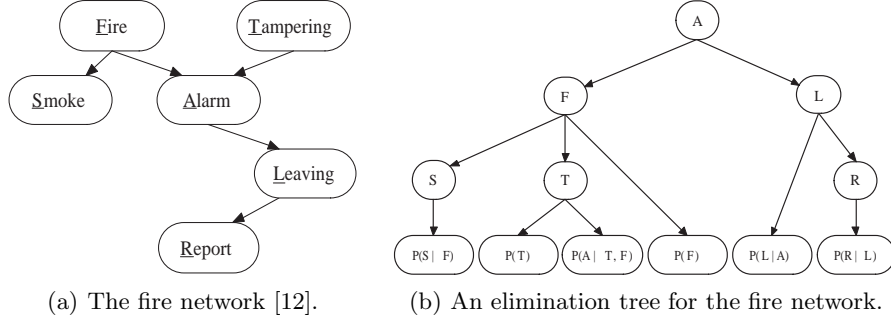 Fire
Tampering
Smoke
Alarm
Leaving
Report
A
F
L
S
T
R
P(S | F)
P(T)
P(A | T, F)
P(F)
P(L | A)
P(R | L)
(a) The fire network [12].
(b) An elimination tree for the fire network.